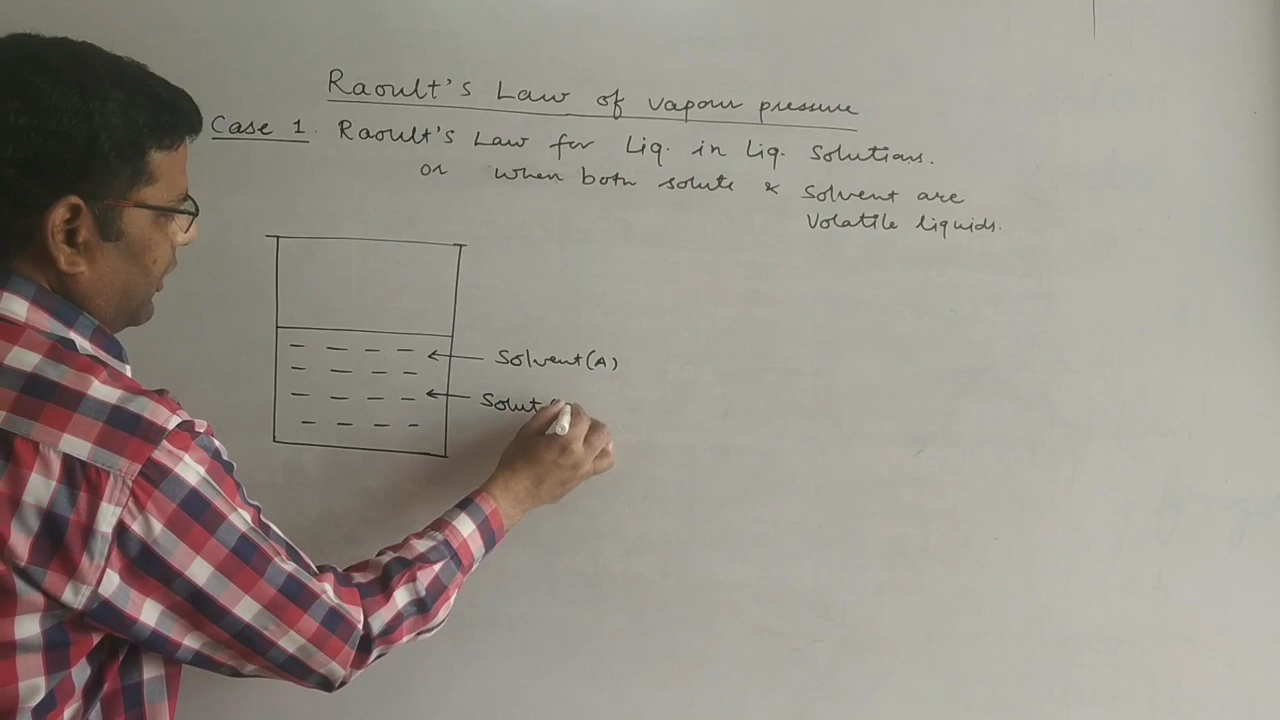 Raoult's Law of vapour pressure
Case 1. Raoult's Law for Liq. in Liq. Solutions.
or when both solute & Solvent are
Volatile liquids.
Solvent (A)
Solut